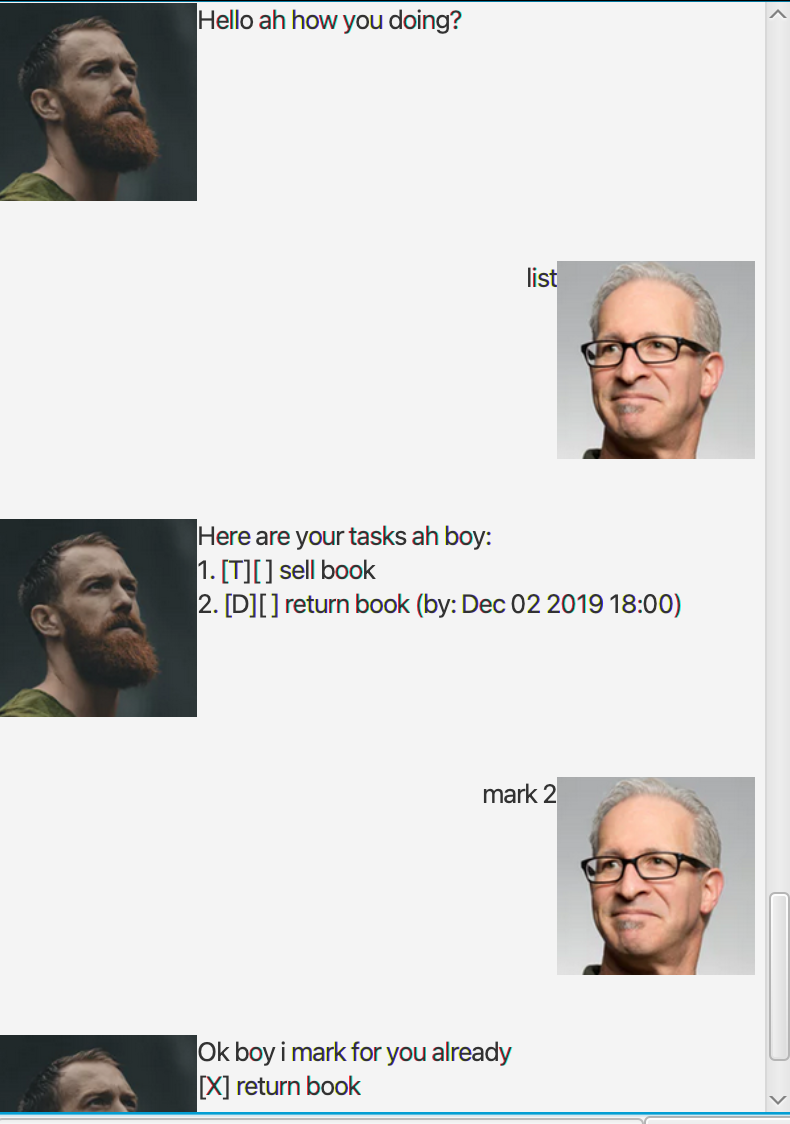 Hello ah how you doing?
list
Here are your tasks ah boy:
1. [T][ ] sell book
2. [D][ ] return book (by: Dec 02 2019 18:00)
mark 2
Ok boy i mark for you already
[X] return book